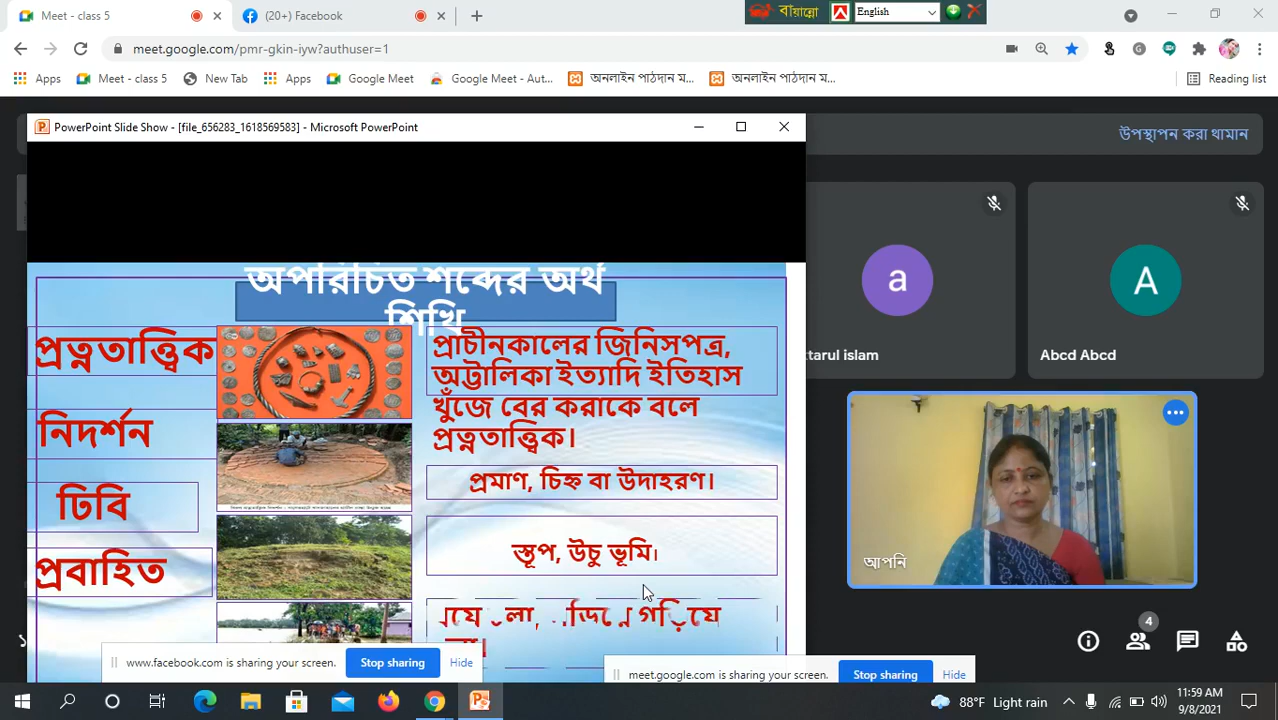 Meet - class 5
(20+) Facebook
বায়ান্নো
English
meet.google.com/pmr-gkin-iyw?authuser=1
Apps
Meet - class 5
New Tab
Apps
Google Meet
Google Meet - Aut...
অনলাইন পাঠদান ম...
অনলাইন পাঠদান ম...
Reading list
PowerPoint Slide Show - [file_656283_1618569583] - Microsoft PowerPoint
উপস্থাপন করা থামান
অপরিচিত শব্দের অর্থ
শিখি
প্রত্নতাত্ত্বিক
প্রাচীনকালের জিনিসপত্র,
অট্টালিকা ইত্যাদি ইতিহাস
খুঁজে বের করাকে বলে
প্রত্নতাত্ত্বিক।
নিদর্শন
প্রমাণ, চিহ্ন বা উদাহরণ।
ঢিবি
স্তূপ, উচু ভূমি।
প্রবাহিত
a
A
tarul islam
Abcd Abcd
আপনি
4
www.facebook.com is sharing your screen.
Stop sharing
Hide
meet.google.com is sharing your screen.
Stop sharing
Hide
88°F Light rain
11:59 AM
9/8/2021